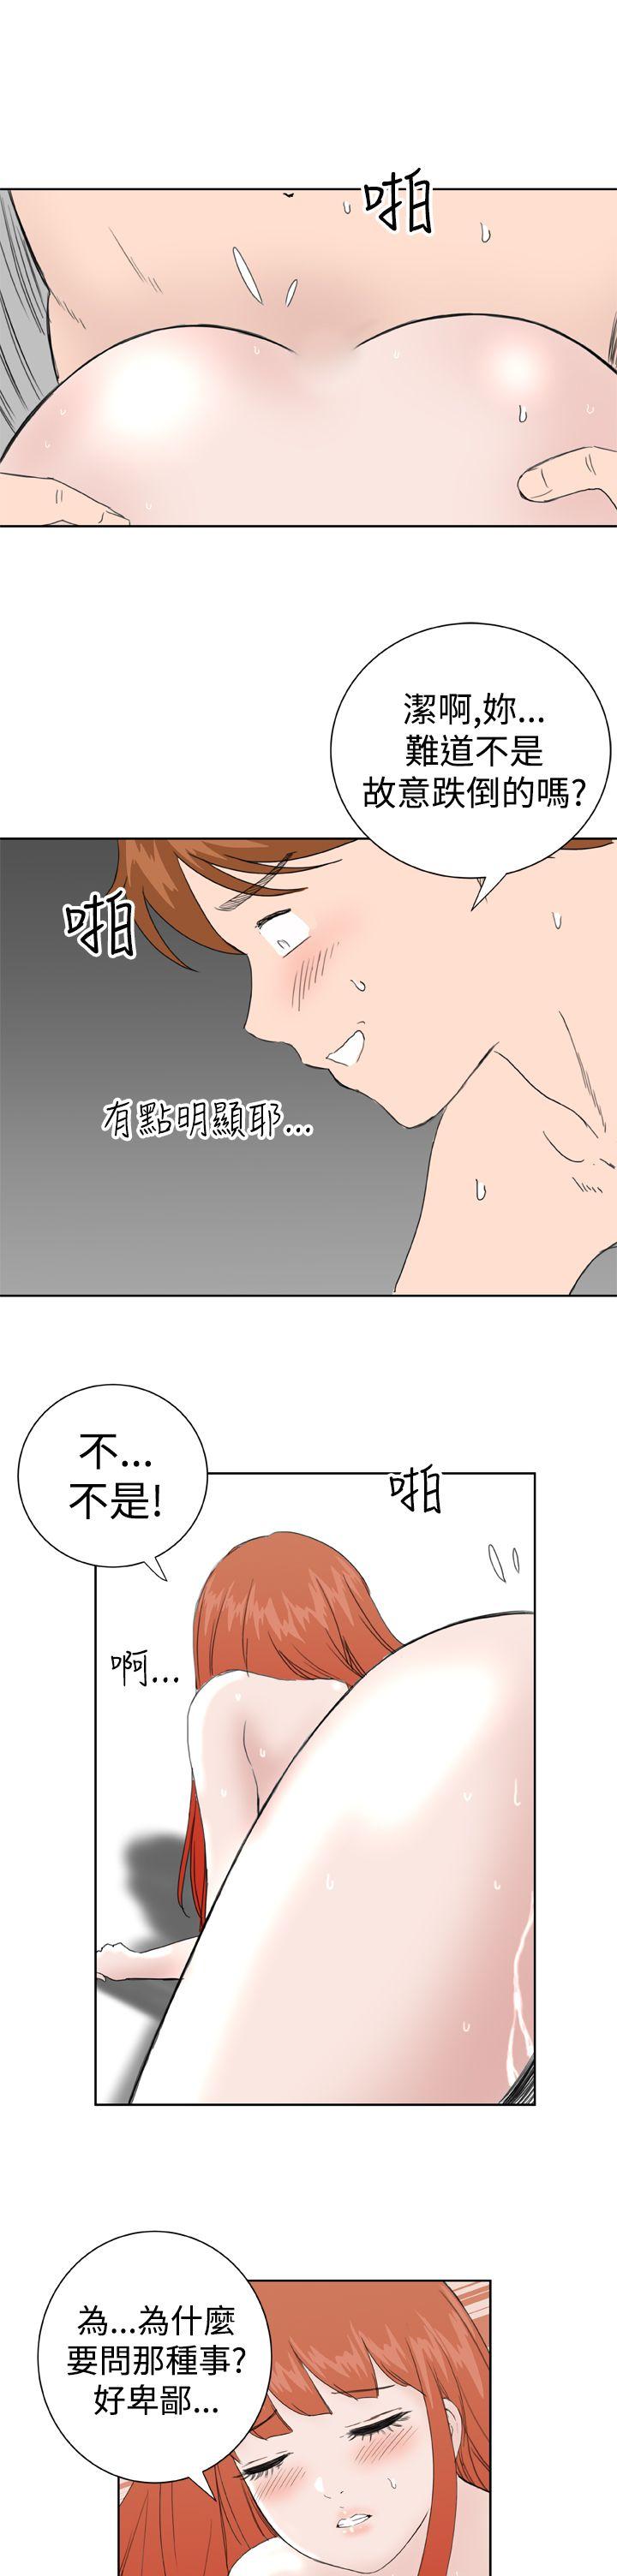 啪
潔啊,妳...
難道不是
故意跌倒的嗎?
啪
有點明顯耶...
不...
不是!
啪
啊...
為...為什麼
要問那種事?
好卑鄙...